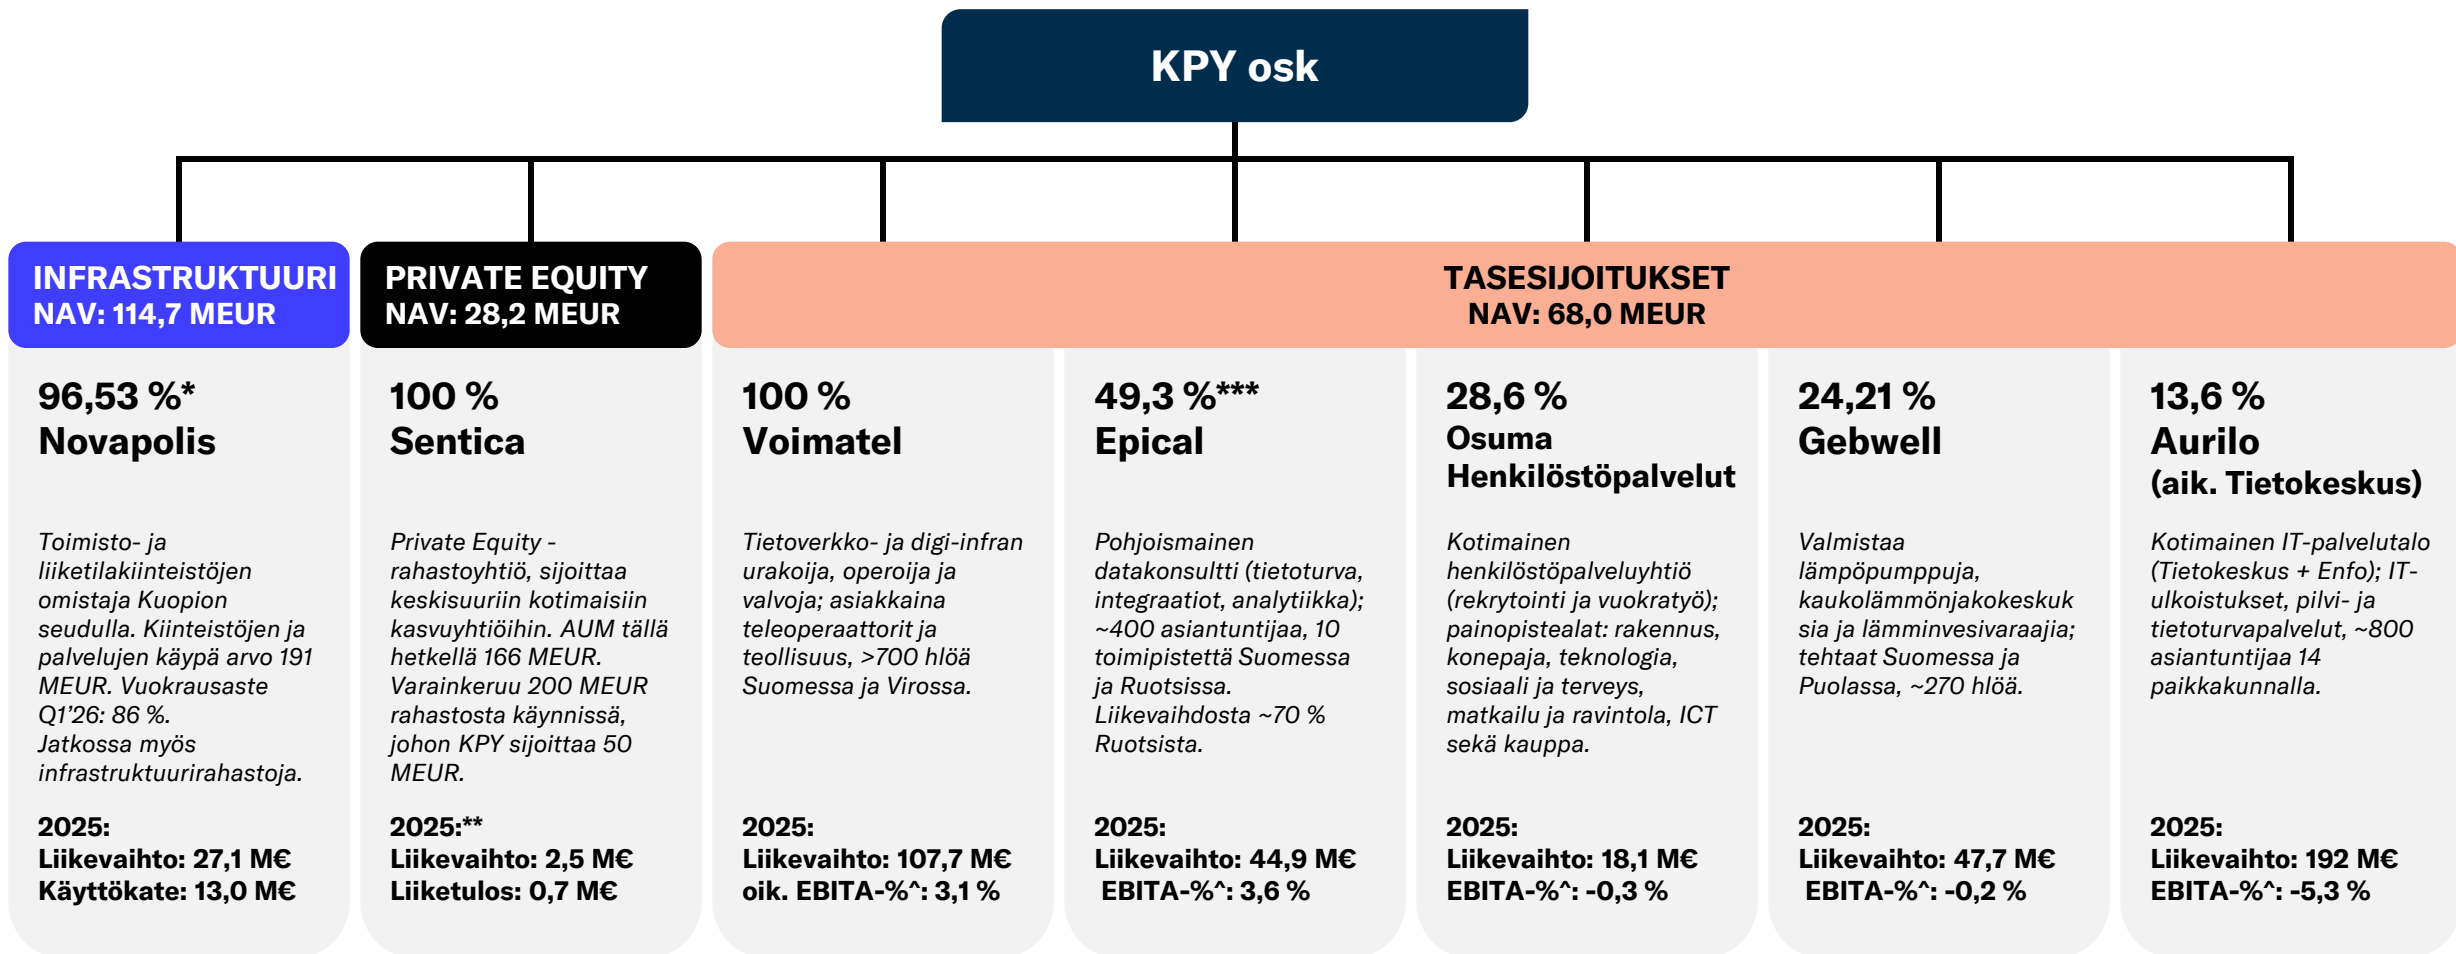 KPY osk
INFRASTRUKTUURI
NAV: 114,7 MEUR
PRIVATE EQUITY
NAV: 28,2 MEUR
TASESIJOITUKSET
NAV: 68,0 MEUR
96,53 %*
Novapolis
Toimisto- ja
liiketilakiinteistöjen
omistaja Kuopion
seudulla. Kiinteistöjen ja
palvelujen käypä arvo 191
MEUR. Vuokrausaste
Q1’26: 86 %.
Jatkossa myös
infrastruktuurirahastoja.
2025:
Liikevaihto: 27,1 M€
Käyttökate: 13,0 M€
100 %
Sentica
Private Equity -
rahastoyhtiö, sijoittaa
keskisuuriin kotimaisiin
kasvuyhtiöihin. AUM tällä
hetkellä 166 MEUR.
Varainkeruu 200 MEUR
rahastosta käynnissä,
johon KPY sijoittaa 50
MEUR.
2025:**
Liikevaihto: 2,5 M€
Liiketulos: 0,7 M€
100 %
Voimatel
Tietoverkko- ja digi-infran
urakoija, operoija ja
valvoja; asiakkaina
teleoperaattorit ja
teollisuus, >700 hlöä
Suomessa ja Virossa.
2025:
Liikevaihto: 107,7 M€
oik. EBITA-%^: 3,1 %
49,3 %***
Epical
Pohjoismainen
datakonsultti (tietoturva,
integraatiot, analytiikka);
~400 asiantuntijaa, 10
toimipistettä Suomessa
ja Ruotsissa.
Liikevaihdosta ~70 %
Ruotsista.
2025:
Liikevaihto: 44,9 M€
EBITA-%^: 3,6 %
28,6 %
Osuma
Henkilöstöpalvelut
Kotimainen
henkilöstöpalveluyhtiö
(rekrytointi ja vuokratyö);
painopistealat: rakennus,
konepaja, teknologia,
sosiaali ja terveys,
matkailu ja ravintola, ICT
sekä kauppa.
2025:
Liikevaihto: 18,1 M€
EBITA-%^: -0,3 %
24,21 %
Gebwell
Valmistaa
lämpöpumppuja,
kaukolämmönjakokeskuk
sia ja lämminvesivaraajia;
tehtaat Suomessa ja
Puolassa, ~270 hlöä.
2025:
Liikevaihto: 47,7 M€
EBITA-%^: -0,2 %
13,6 %
Aurilo
(aik. Tietokeskus)
Kotimainen IT-palvelutalo
(Tietokeskus + Enfo); IT-
ulkoistukset, pilvi- ja
tietoturvapalvelut, ~800
asiantuntijaa 14
paikkakunnalla.
2025:
Liikevaihto: 192 M€
EBITA-%^: -5,3 %